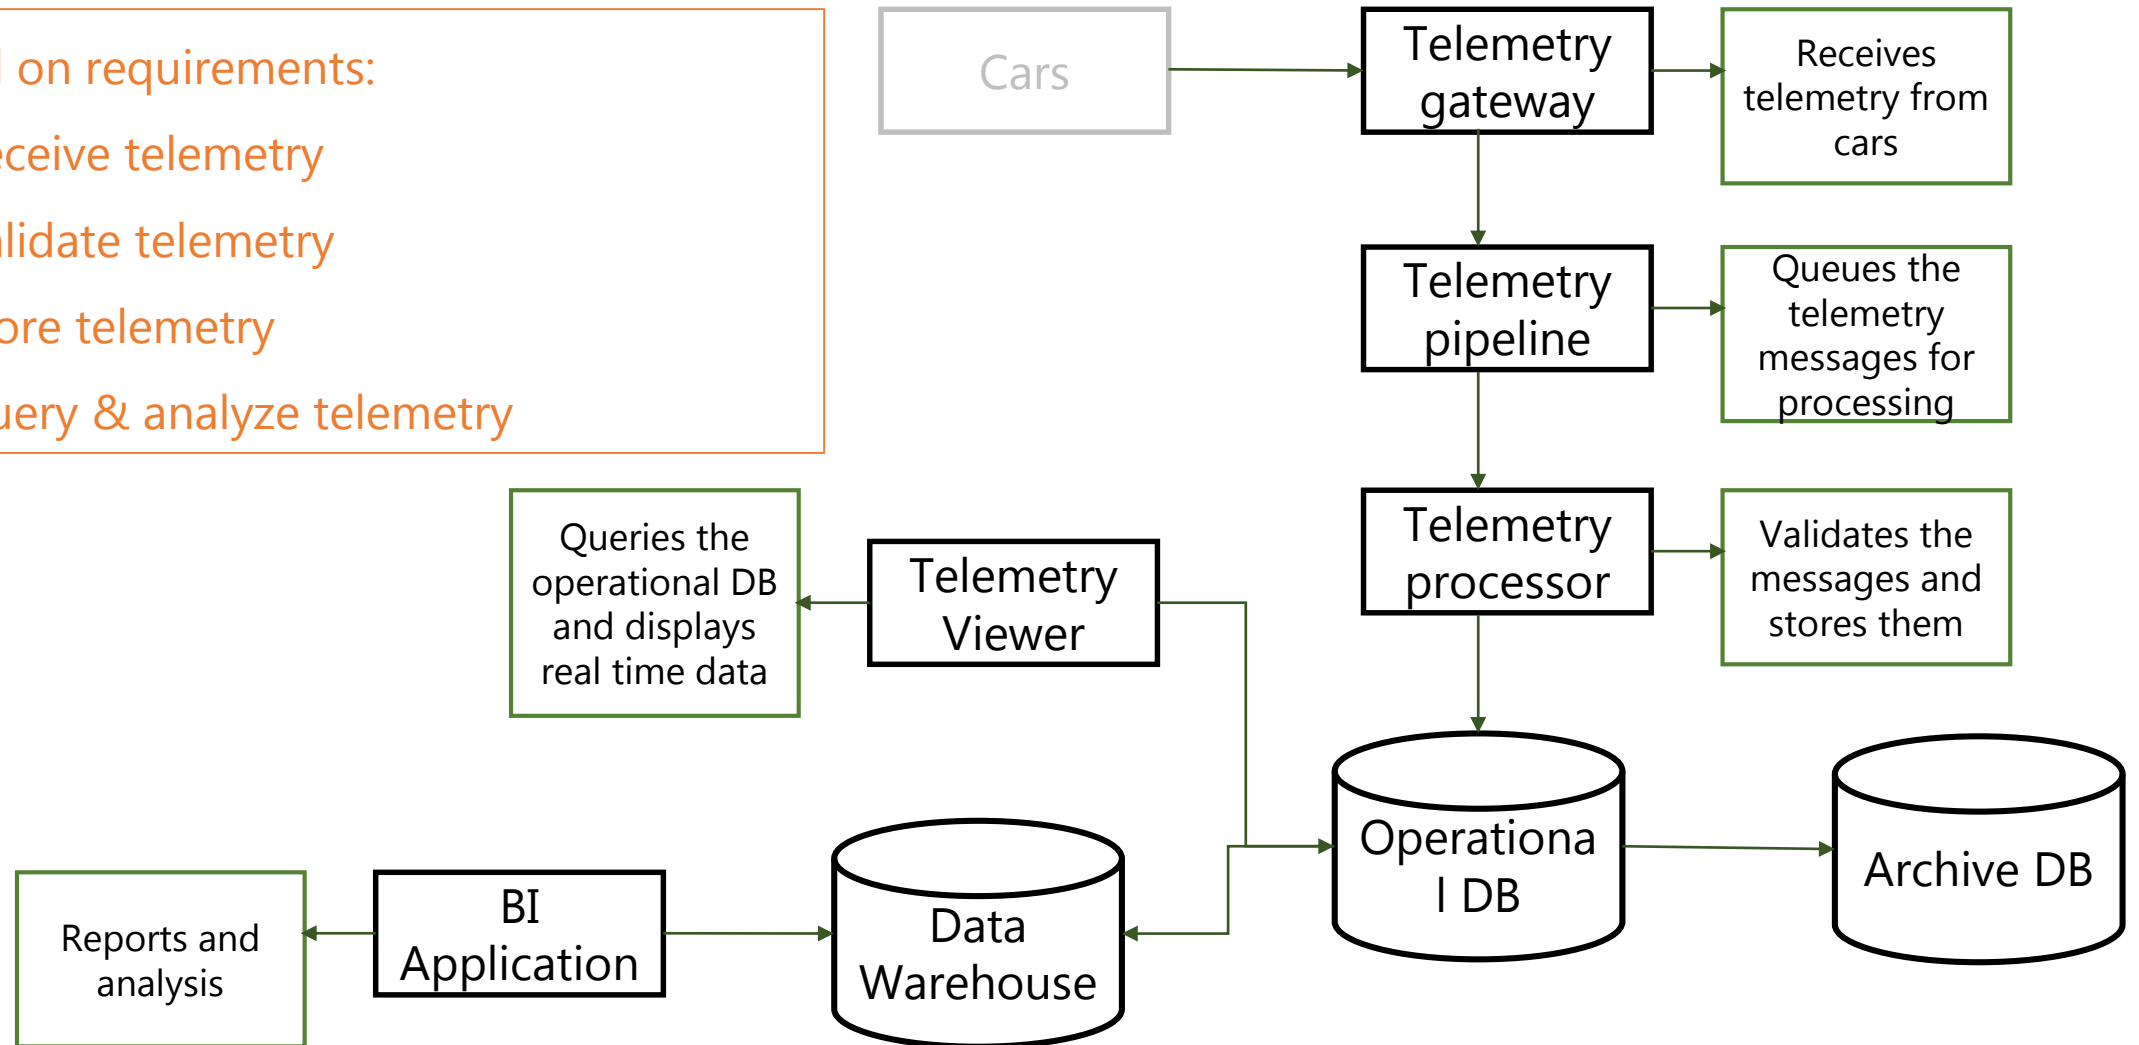 on requirements:
eceive telemetry
alidate telemetry
ore telemetry
uery & analyze telemetry
Cars
Telemetry
gateway
Receives
telemetry from
cars
Telemetry
pipeline
Queues the
telemetry
messages for
processing
Queries the
operational DB
and displays
real time data
Telemetry
Viewer
Telemetry
processor
Validates the
messages and
stores them
Reports and
analysis
BI
Application
Data
Warehouse
Operationa
l DB
Archive DB